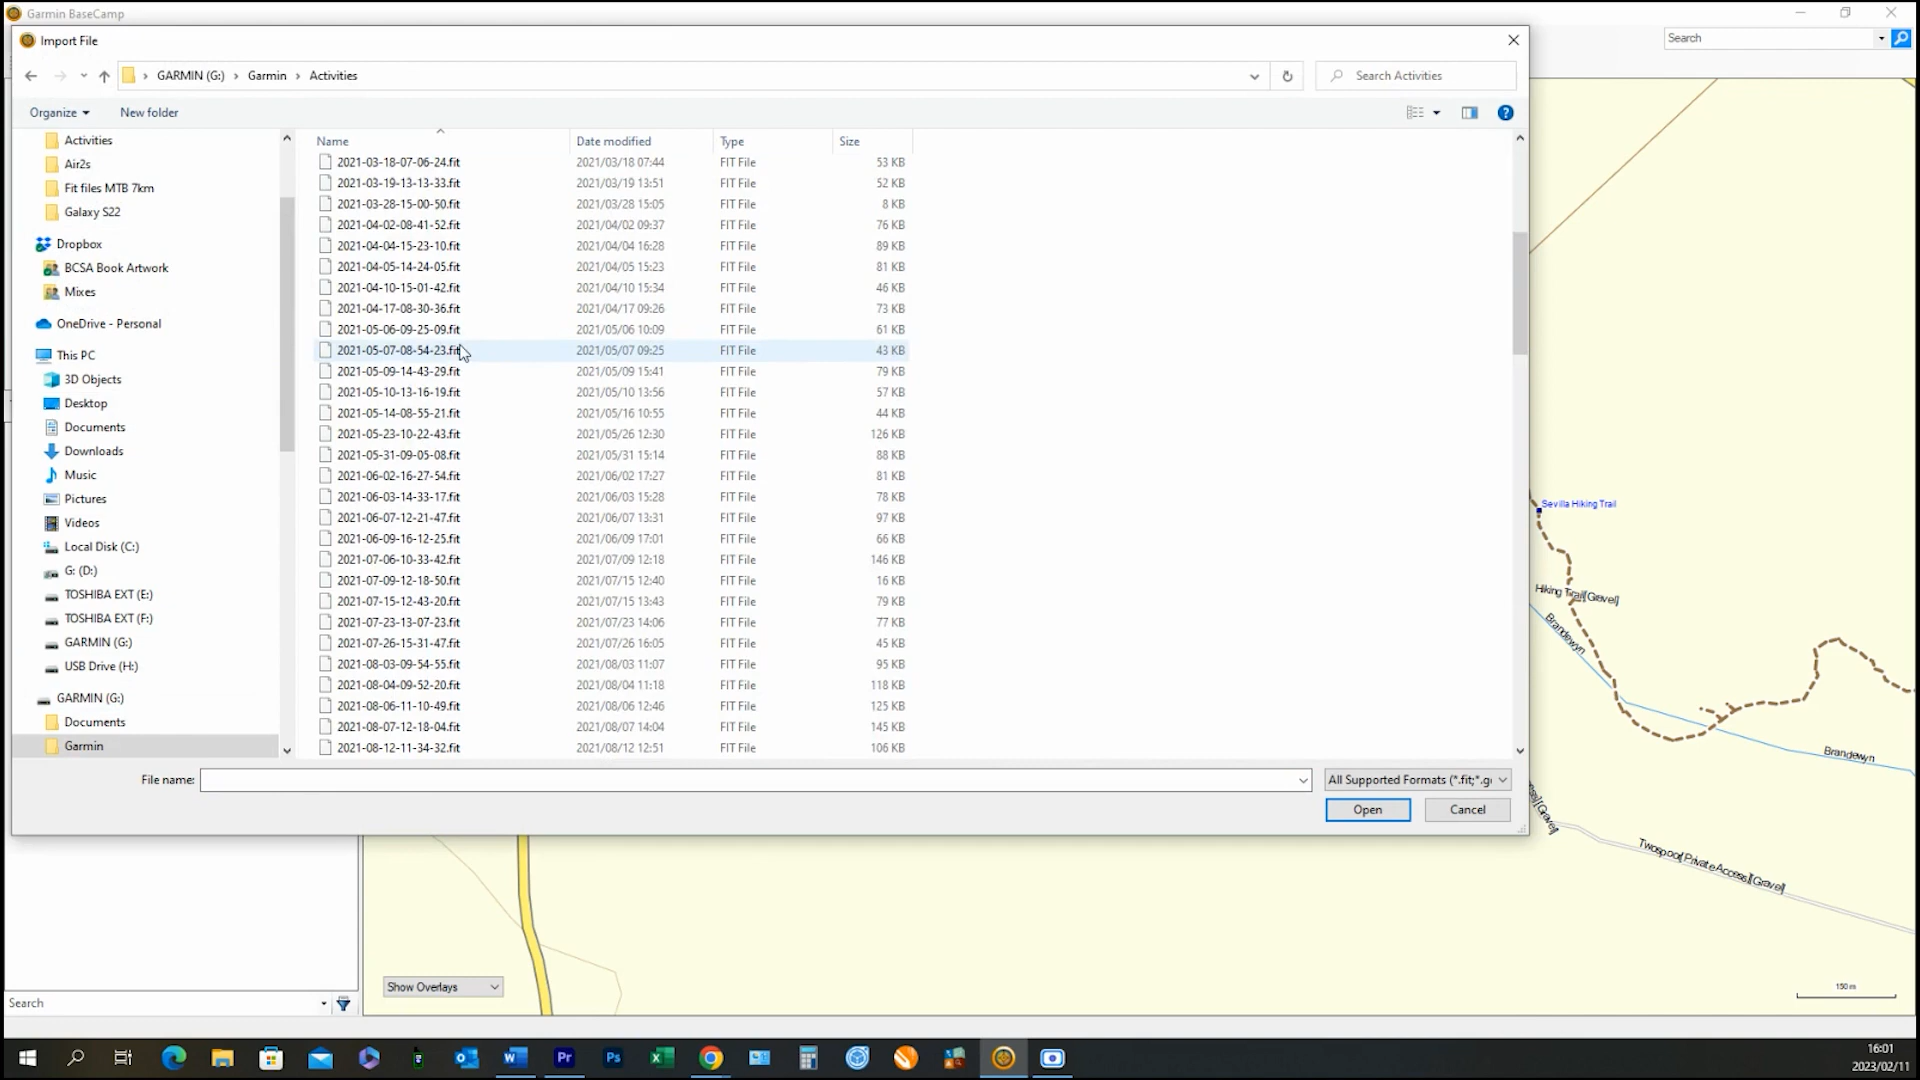 Garmin BaseCamp
Import File
Search
GARMIN (G:) › Garmin › Activities
Search Activities
Organize
New folder
Name Date modified Type Size
Activities
Air2s
Fit files MTB 7km
Galaxy S22
Dropbox
BCSA Book Artwork
Mixes
OneDrive - Personal
This PC
3D Objects
Desktop
Documents
Downloads
Music
Pictures
Videos
Local Disk (C:)
G: (D:)
TOSHIBA EXT (E:)
TOSHIBA EXT (F:)
GARMIN (G:)
USB Drive (H:)
GARMIN (G:)
Documents
Garmin
2021-03-18-07-06-24.fit 2021/03/18 07:44 FIT File 53 KB
2021-03-19-13-13-33.fit 2021/03/19 13:51 FIT File 52 KB
2021-03-28-15-00-50.fit 2021/03/28 15:05 FIT File 8 KB
2021-04-02-08-41-52.fit 2021/04/02 09:37 FIT File 76 KB
2021-04-04-15-23-10.fit 2021/04/04 16:28 FIT File 89 KB
2021-04-05-14-24-05.fit 2021/04/05 15:23 FIT File 81 KB
2021-04-10-15-01-42.fit 2021/04/10 15:34 FIT File 46 KB
2021-04-17-08-30-36.fit 2021/04/17 09:26 FIT File 73 KB
2021-05-06-09-25-09.fit 2021/05/06 10:09 FIT File 61 KB
2021-05-07-08-54-23.fit 2021/05/07 09:25 FIT File 43 KB
2021-05-09-14-43-29.fit 2021/05/09 15:41 FIT File 79 KB
2021-05-10-13-16-19.fit 2021/05/10 13:56 FIT File 57 KB
2021-05-14-08-55-21.fit 2021/05/16 10:55 FIT File 44 KB
2021-05-23-10-22-43.fit 2021/05/26 12:30 FIT File 126 KB
2021-05-31-09-05-08.fit 2021/05/31 15:14 FIT File 88 KB
2021-06-02-16-27-54.fit 2021/06/02 17:27 FIT File 81 KB
2021-06-03-14-33-17.fit 2021/06/03 15:28 FIT File 78 KB
2021-06-07-12-21-47.fit 2021/06/07 13:31 FIT File 97 KB
2021-06-09-16-12-25.fit 2021/06/09 17:01 FIT File 66 KB
2021-07-06-10-33-42.fit 2021/07/09 12:18 FIT File 146 KB
2021-07-09-12-18-50.fit 2021/07/15 12:40 FIT File 16 KB
2021-07-15-12-43-20.fit 2021/07/15 13:43 FIT File 79 KB
2021-07-23-13-07-23.fit 2021/07/23 14:06 FIT File 77 KB
2021-07-26-15-31-47.fit 2021/07/26 16:05 FIT File 45 KB
2021-08-03-09-54-55.fit 2021/08/03 11:07 FIT File 95 KB
2021-08-04-09-52-20.fit 2021/08/04 11:18 FIT File 118 KB
2021-08-06-11-10-49.fit 2021/08/06 12:46 FIT File 125 KB
2021-08-07-12-18-04.fit 2021/08/07 14:04 FIT File 145 KB
2021-08-12-11-34-32.fit 2021/08/12 12:51 FIT File 106 KB
File name:
All Supported Formats (*.fit;*.g
Open
Cancel
Sevilla Hiking Trail
Hiking Trail[Gravel]
Brandewyn
Brandewyn
[Gravel]
Twospoor[Private Access][Gravel]
Show Overlays
150 m
Search
16:01
2023/02/11